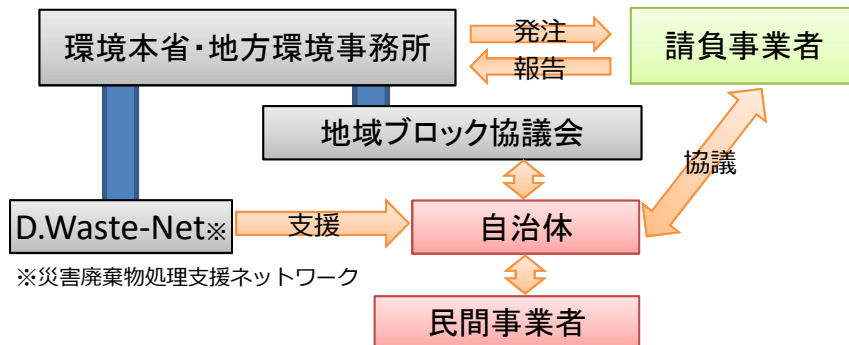 環境本省・地方環境事務所
発注
報告
請負事業者
地域ブロック協議会
協議
D.Waste-Net※
支援
自治体
※災害廃棄物処理支援ネットワーク
民間事業者